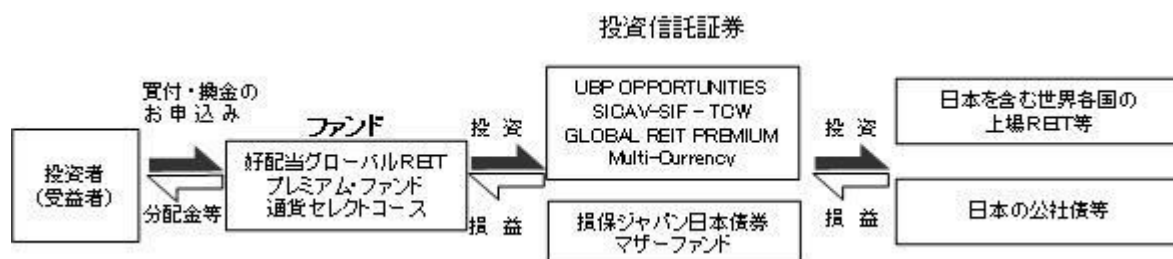 投資信託証券
買付・換金の
お申込み
投資者
(受益者)
分配金等
ファンド
好配当グローバルREIT
プレミアム・ファンド
通貨セレクトコース
投資
損益
UBP OPPORTUNITIES
SICAV-SIF - TCW
GLOBAL REIT PREMIUM
Multi-Currency
損保ジャパン日本債券
マザーファンド
投資
損益
日本を含む世界各国の
上場REIT等
日本の公社債等